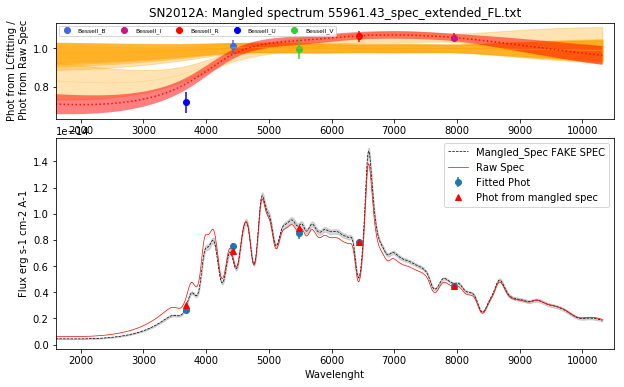 SN2012A: Mangled spectrum 55961.43_spec_extended_FL.txt
Phot from LCfitting /
Phot from Raw Spec
Bessell_B
Bessell_I
Bessell_R
Bessell_U
Bessell_V
1.0
0.8
2000 3000 4000 5000 6000 7000 8000 9000 10000
1e-14
Flux erg s-1 cm-2 A-1
1.4
1.2
1.0
0.8
0.6
0.4
0.2
0.0
Mangled_Spec FAKE SPEC
Raw Spec
Fitted Phot
Phot from mangled spec
2000 3000 4000 5000 6000 7000 8000 9000 10000
Wavelenght